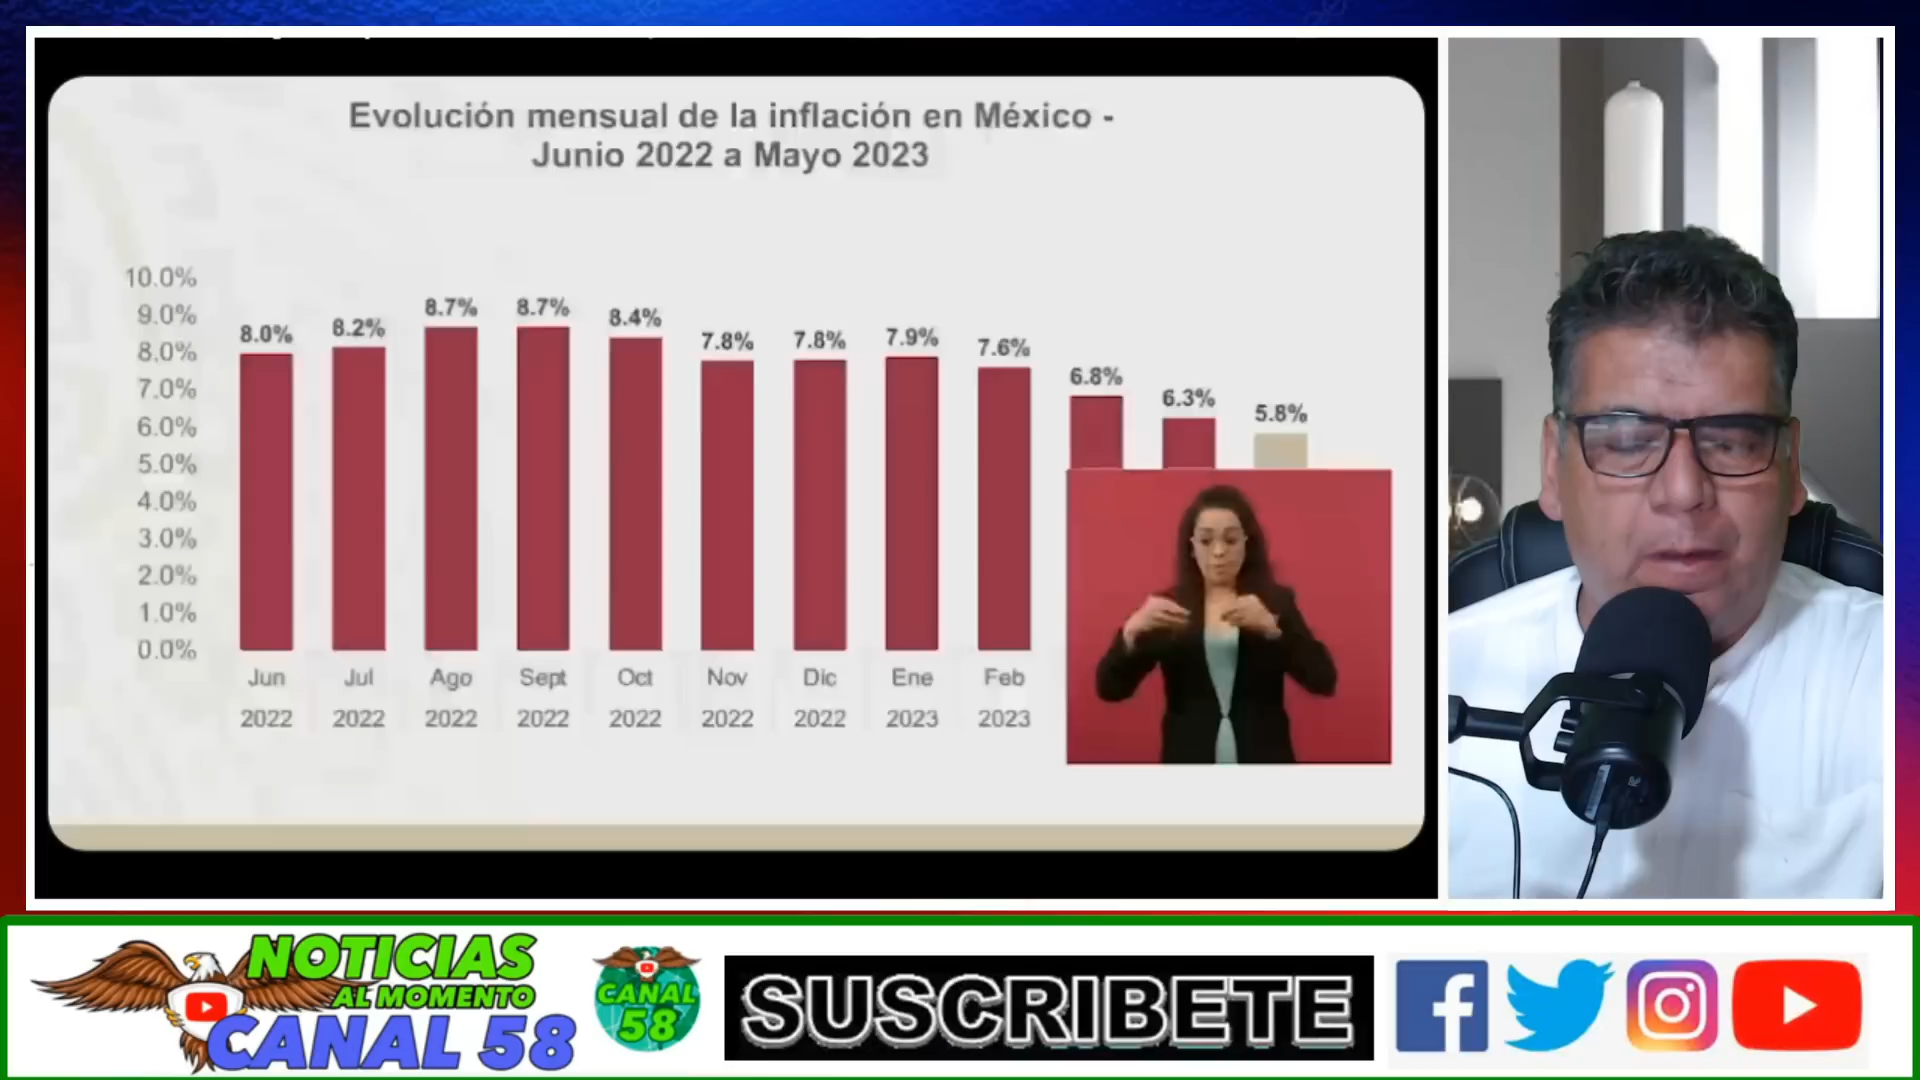 Evolución mensual de la inflación en México -
Junio 2022 a Mayo 2023
10.0%
9.0%
8.0%
7.0%
6.0%
5.0%
4.0%
3.0%
2.0%
1.0%
0.0%
8.0%
8.2%
8.7%
8.7%
8.4%
7.8%
7.8%
7.9%
7.6%
6.8%
6.3%
5.8%
Jun Jul Ago Sept Oct Nov Dic Ene Feb
2022 2022 2022 2022 2022 2022 2022 2023 2023
NOTICIAS
AL MOMENTO
CANAL 58
CANAL
58
SUSCRIBETE